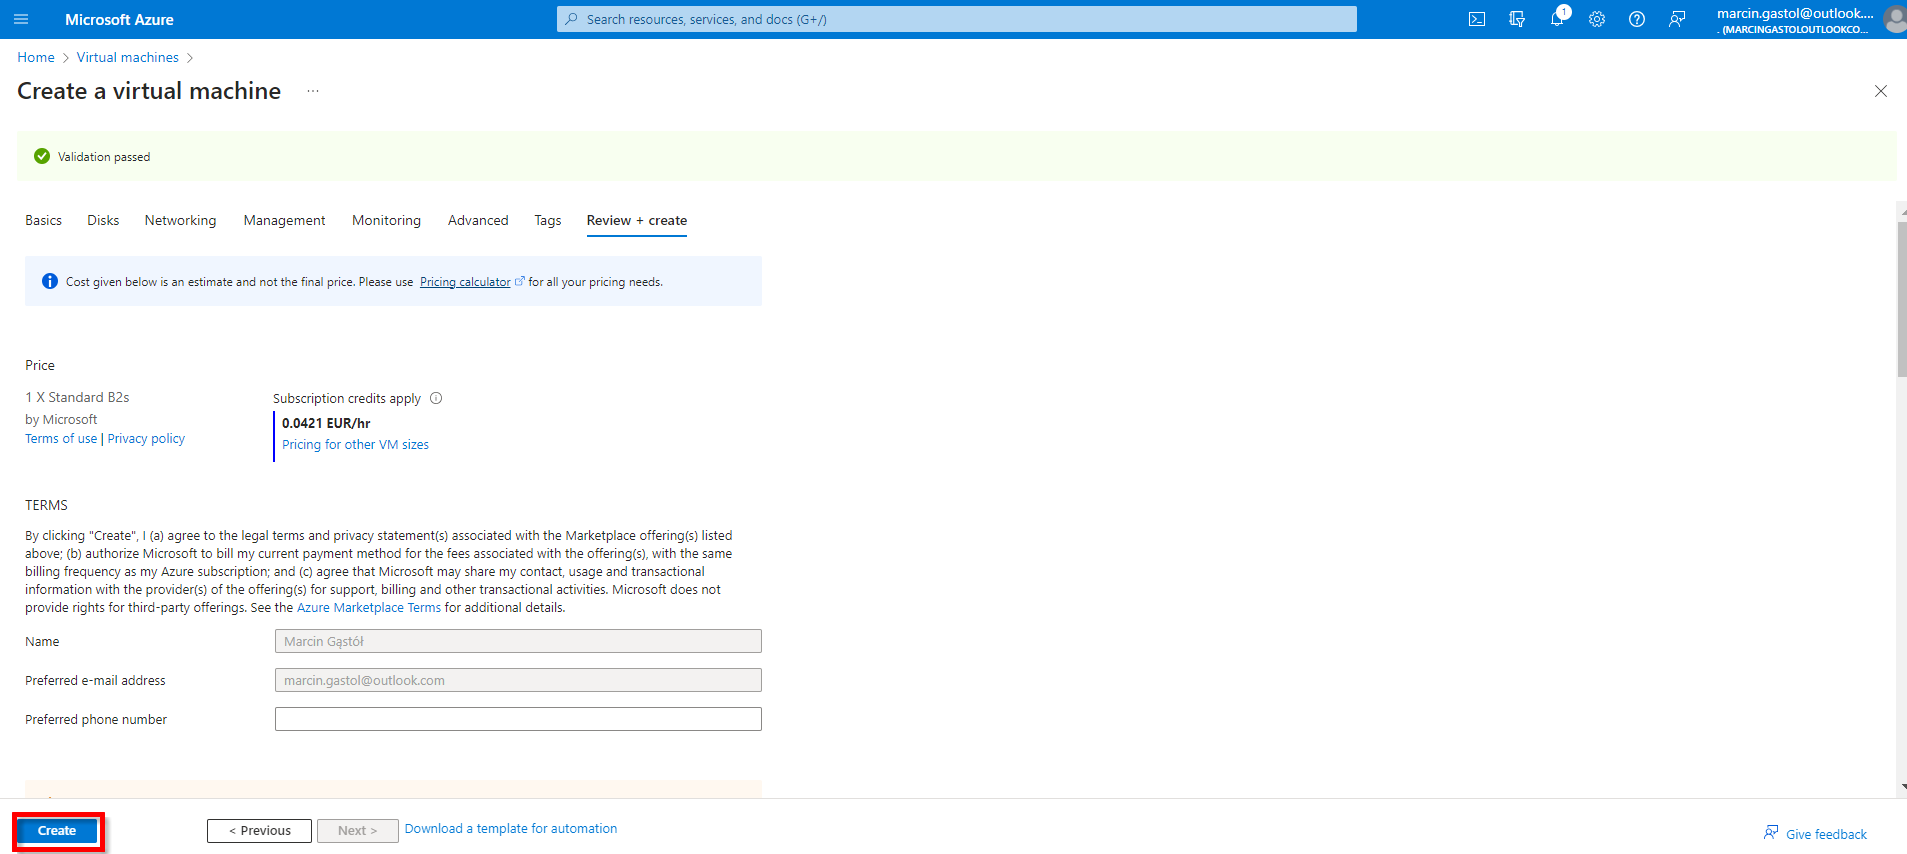 Microsoft Azure
Search resources, services, and docs (G+/)
1
marcin.gastol@outlook....
. (MARCINGASTOLOUTLOOKCO...
Home > Virtual machines >
Create a virtual machine ...
Validation passed
Basics Disks Networking Management Monitoring Advanced Tags Review + create
Cost given below is an estimate and not the final price. Please use Pricing calculator for all your pricing needs.
Price
1 X Standard B2s
by Microsoft
Terms of use | Privacy policy
Subscription credits apply
0.0421 EUR/hr
Pricing for other VM sizes
TERMS
By clicking "Create", I (a) agree to the legal terms and privacy statement(s) associated with the Marketplace offering(s) listed
above; (b) authorize Microsoft to bill my current payment method for the fees associated with the offering(s), with the same
billing frequency as my Azure subscription; and (c) agree that Microsoft may share my contact, usage and transactional
information with the provider(s) of the offering(s) for support, billing and other transactional activities. Microsoft does not
provide rights for third-party offerings. See the Azure Marketplace Terms for additional details.
Name Marcin Gąstół
Preferred e-mail address marcin.gastol@outlook.com
Preferred phone number
Create < Previous Next > Download a template for automation
Give feedback